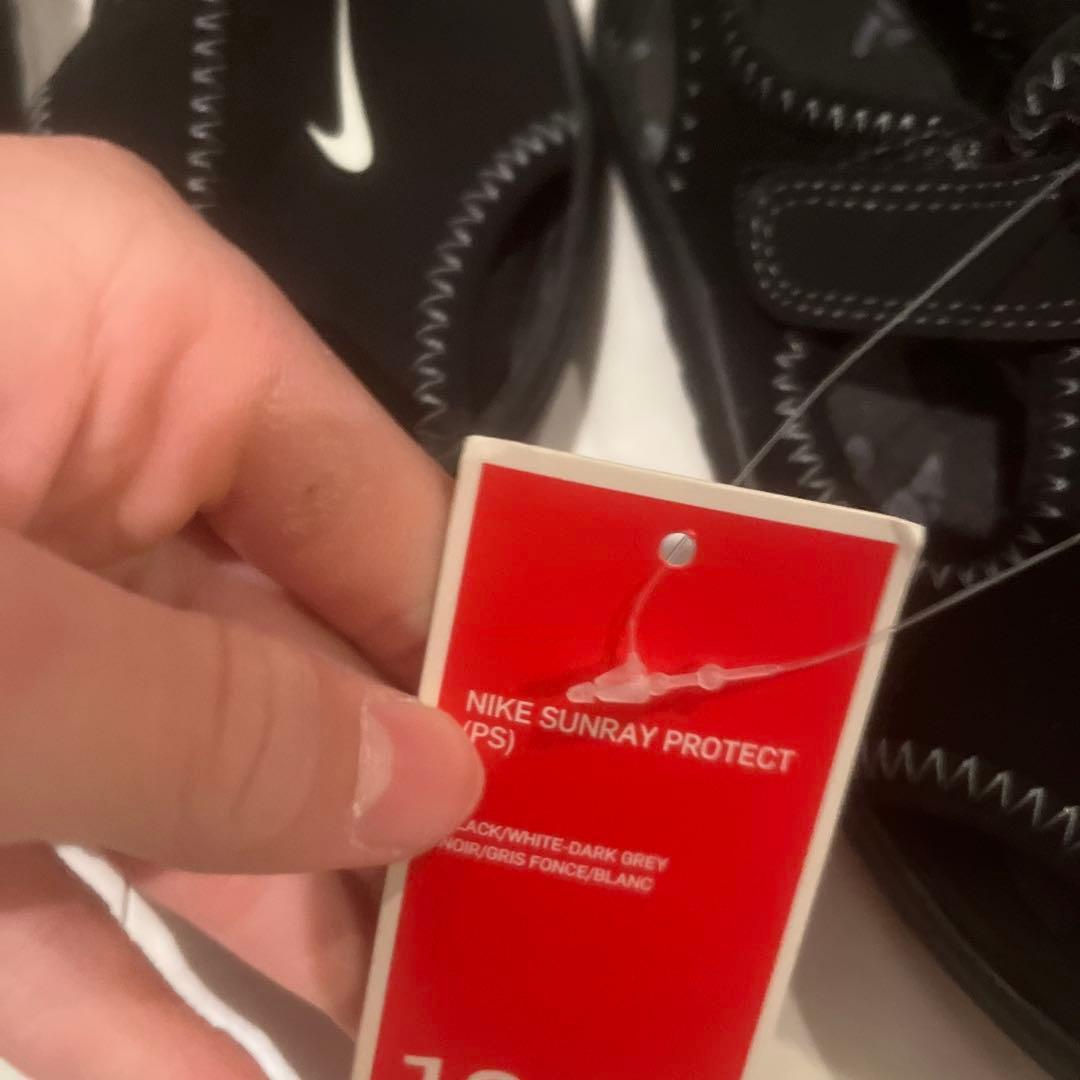 NIKE SUNRAY PROTECT
(PS)
LACK/WHITE-DARK GREY
NOIR/GRIS FONCE/BLANC